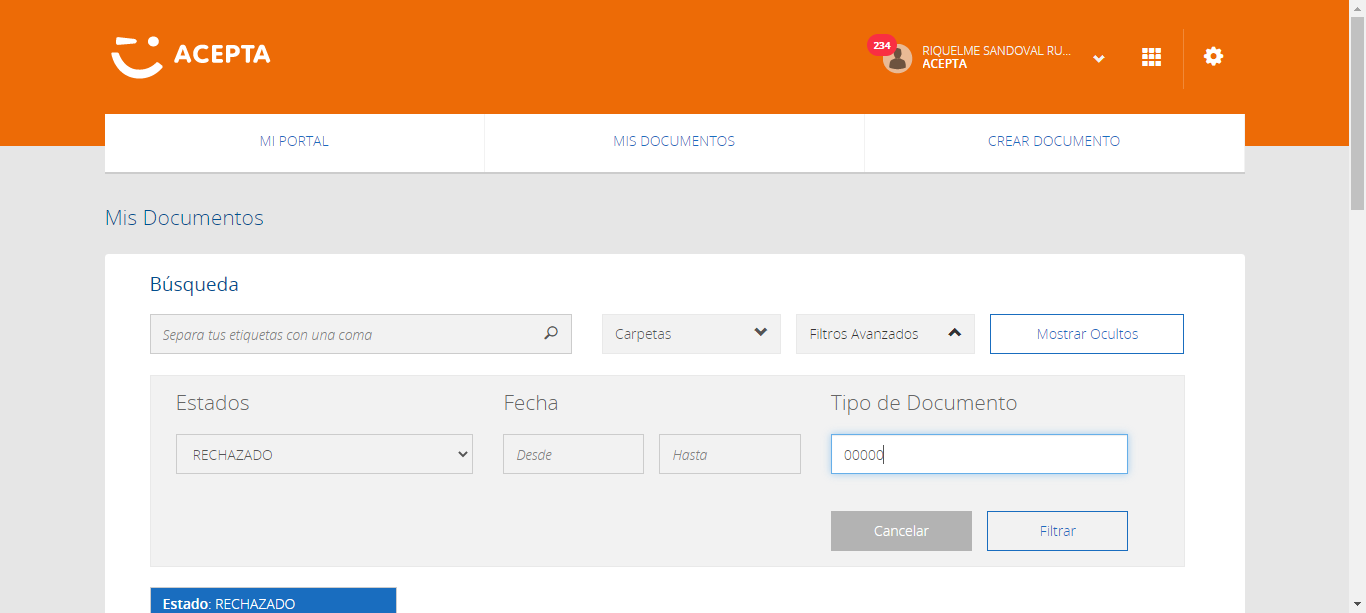 ACEPTA
234
RIQUELME SANDOVAL RU...
ACEPTA
MI PORTAL
MIS DOCUMENTOS
CREAR DOCUMENTO
Mis Documentos
Búsqueda
Separa tus etiquetas con una coma
Carpetas
Filtros Avanzados
Mostrar Ocultos
Estados
Fecha
Tipo de Documento
RECHAZADO
Desde
Hasta
00000
Cancelar
Filtrar
Estado: RECHAZADO